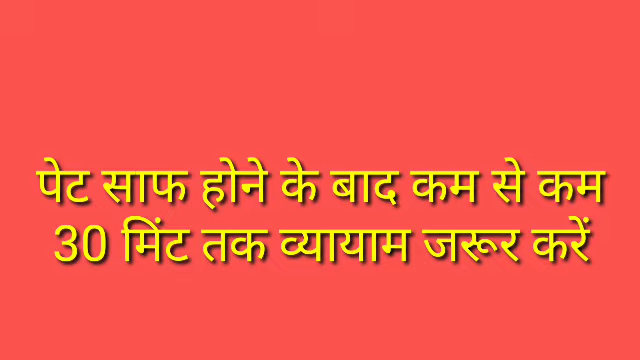 पेट साफ होने के बाद कम से कम
30 मिंट तक व्यायाम जरूर करें